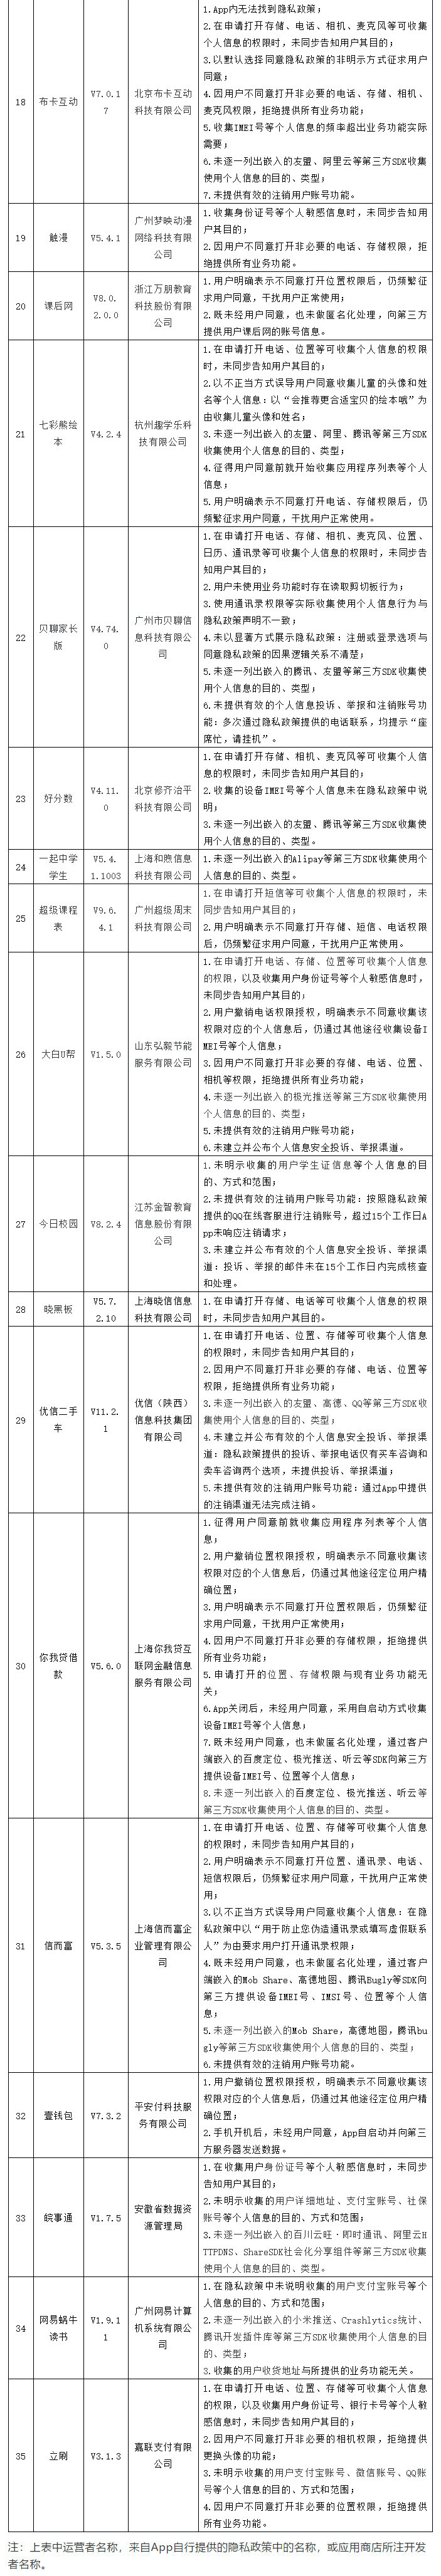 18
布卡互动
V7.0.1
7
北京布卡互动
科技有限公司
1.App内无法找到隐私政策；
2.在申请打开存储、电话、相机、麦克风等可收集
个人信息的权限时，未同步告知用户其目的；
3.以默认选择同意隐私政策的非明示方式征求用户
同意；
4.因用户不同意打开非必要的电话、存储、相机、
麦克风权限，拒绝提供所有业务功能；
5.收集IMEI号等个人信息的频率超出业务功能实际
需要；
6.未逐一列出嵌入的友盟、阿里云等第三方SDK收集
使用个人信息的目的、类型；
7.未提供有效的注销用户账号功能。
19
触漫
V5.4.1
广州梦映动漫
网络科技有限
公司
1.收集身份证号等个人敏感信息时，未同步告知用
户其目的；
2.因用户不同意打开非必要的电话、存储权限，拒
绝提供所有业务功能。
20
课后网
V8.0.
2.0.0
浙江万朋教育
科技股份有限
公司
1.用户明确表示不同意打开位置权限后，仍频繁征
求用户同意，干扰用户正常使用；
2.既未经用户同意，也未做匿名化处理，向第三方
提供用户课后网的账号信息。
21
七彩熊绘
本
V4.2.4
杭州趣学乐科
技有限公司
1.在申请打开电话、位置等可收集个人信息的权限
时，未同步告知用户其目的；
2.以不正当方式误导用户同意收集儿童的头像和姓
名等个人信息：以“会推荐更合适宝贝的绘本哦”为
由收集儿童头像和姓名；
3.未逐一列出嵌入的友盟、阿里、腾讯等第三方SDK
收集使用个人信息的目的、类型；
4.征得用户同意前就开始收集应用程序列表等个人
信息；
5.用户明确表示不同意打开电话、存储权限后，仍
频繁征求用户同意，干扰用户正常使用。
22
贝聊家长
版
V4.74.
0
广州市贝聊信
息科技有限公
司
1.在申请打开电话、存储、相机、麦克风、位置、
日历、通讯录等可收集个人信息的权限时，未同步告
知用户其目的；
2.用户未使用业务功能时存在读取剪切板行为；
3.使用通讯录权限等实际收集使用个人信息行为与
隐私政策声明不一致；
4.未以显著方式展示隐私政策：注册或登录选项与
同意隐私政策的因果逻辑关系不清楚；
5.未逐一列出嵌入的腾讯、友盟等第三方SDK收集使
用个人信息的目的、类型；
6.未提供有效的个人信息投诉、举报和注销账号功
能：多次通过隐私政策提供的电话联系，均提示“座
席忙，请挂机”。
23
好分数
V4.11.
0
北京修齐治平
科技有限公司
1.在申请打开存储、相机、麦克风等可收集个人信
息的权限时，未同步告知用户其目的；
2.收集的设备IMEI号等个人信息未在隐私政策中说
明；
3.未逐一列出嵌入的友盟、腾讯等第三方SDK收集使
用个人信息的目的、类型。
24
一起中学
学生
V5.4.
1.1003
上海和煦信息
科技有限公司
1.未逐一列出嵌入的Alipay等第三方SDK收集使用个
人信息的目的、类型。
25
超级课程
表
V9.6.
4.1
广州超级周末
科技有限公司
1.在申请打开短信等可收集个人信息的权限时，未
同步告知用户其目的；
2.用户明确表示不同意打开存储、短信、电话权限
后，仍频繁征求用户同意，干扰用户正常使用。
26
大白U帮
V1.5.0
山东弘毅节能
服务有限公司
1.在申请打开电话、存储、位置等可收集个人信息
的权限，以及收集用户身份证号等个人敏感信息时，
未同步告知用户其目的；
2.用户撤销电话权限授权，明确表示不同意收集该
权限对应的个人信息后，仍通过其他途径收集设备I
MEI号等个人信息；
3.因用户不同意打开非必要的存储、电话、位置、
相机等权限，拒绝提供所有业务功能；
4.未逐一列出嵌入的极光推送等第三方SDK收集使用
个人信息的目的、类型；
5.未提供有效的注销用户账号功能；
6.未建立并公布个人信息安全投诉、举报渠道。
27
今日校园
V8.2.4
江苏金智教育
信息股份有限
公司
1.未明示收集的用户学生证信息等个人信息的目
的、方式和范围；
2.未提供有效的注销用户账号功能：按照隐私政策
提供的QQ在线客服进行注销账号，超过15个工作日A
pp未响应注销请求；
3.未建立并公布有效的个人信息安全投诉、举报渠
道：投诉、举报的邮件未在15个工作日内完成核查
和处理。
28
晓黑板
V5.7.
2.10
上海晓信信息
科技有限公司
1.在申请打开存储、电话等可收集个人信息的权限
时，未同步告知用户其目的。
29
优信二手
车
V11.2.
1
优信（陕西）
信息科技集团
有限公司
1.在申请打开电话、位置、存储等可收集个人信息
的权限时，未同步告知用户其目的；
2.因用户不同意打开非必要的存储、电话、位置等
权限，拒绝提供所有业务功能；
3.未逐一列出嵌入的友盟、高德、QQ等第三方SDK收
集使用个人信息的目的、类型；
4.未建立并公布有效的个人信息安全投诉、举报渠
道：隐私政策提供的投诉、举报电话仅有买车咨询和
卖车咨询两个选项，未提供投诉、举报渠道；
5.未提供有效的注销用户账号功能：通过App中提供
的注销渠道无法完成注销。
30
你我贷借
款
V5.6.0
上海你我贷互
联网金融信息
服务有限公司
1.征得用户同意前就收集应用程序列表等个人信
息；
2.用户撤销位置权限授权，明确表示不同意收集该
权限对应的个人信息后，仍通过其他途径定位用户精
确位置；
3.用户明确表示不同意打开位置权限后，仍频繁征
求用户同意，干扰用户正常使用；
4.因用户不同意打开非必要的存储权限，拒绝提供
所有业务功能；
5.申请打开的位置、存储权限与现有业务功能无
关；
6.App关闭后，未经用户同意，采用自启动方式收集
设备IMEI号等个人信息；
7.既未经用户同意，也未做匿名化处理，通过客户
端嵌入的百度定位、极光推送、听云等SDK向第三方
提供设备IMEI号、位置等个人信息；
8.未逐一列出嵌入的百度定位、极光推送、听云等
第三方SDK收集使用个人信息的目的、类型。
31
信而富
V5.3.5
上海信而富企
业管理有限公
司
1.在申请打开电话、位置、存储等可收集个人信息
的权限时，未同步告知用户其目的；
2.用户明确表示不同意打开位置、通讯录、电话、
短信权限后，仍频繁征求用户同意，干扰用户正常使
用；
3.以不正当方式误导用户同意收集个人信息：在隐
私政策中以“用于防止您伪造通讯录或填写虚假联系
人”为由要求用户打开通讯录权限；
4.既未经用户同意，也未做匿名化处理，通过客户
端嵌入的Mob Share、高德地图、腾讯Bugly等SDK向
第三方提供设备IMEI号、IMSI号、位置等个人信
息；
5.未逐一列出嵌入的Mob Share，高德地图，腾讯bu
gly等第三方SDK收集使用个人信息的目的、类型；
6.未提供有效的注销用户账号功能。
32
壹钱包
V7.3.2
平安付科技服
务有限公司
1.用户撤销位置权限授权，明确表示不同意收集该
权限对应的个人信息后，仍通过其他途径定位用户精
确位置；
2.手机开机后，未经用户同意，App自启动并向第三
方服务器发送数据。
33
皖事通
V1.7.5
安徽省数据资
源管理局
1.在收集用户身份证号等个人敏感信息时，未同步
告知用户其目的；
2.未明示收集的用户详细地址、支付宝账号、社保
账号等个人信息的目的、方式和范围；
3.未逐一列出嵌入的百川云旺·即时通讯、阿里云H
TTPDNS、ShareSDK社会化分享组件等第三方SDK收集
使用个人信息的目的、类型。
34
网易蜗牛
读书
V1.9.1
1
广州网易计算
机系统有限公
司
1.在隐私政策中未说明收集的用户支付宝账号等个
人信息的目的、方式和范围；
2.未逐一列出嵌入的小米推送、Crashlytics统计、
腾讯开发插件库等第三方SDK收集使用个人信息的目
的、类型；
3.收集的用户收货地址与所提供的业务功能无关。
35
立刷
V3.1.3
嘉联支付有限
公司
1.在申请打开电话、位置、存储等可收集个人信息
的权限，以及收集用户身份证号、银行卡号等个人敏
感信息时，未同步告知用户其目的；
2.因用户不同意打开非必要的相机权限，拒绝提供
更换头像的功能；
3.未明示收集的用户支付宝账号、微信账号、QQ账
号等个人信息的目的、方式和范围；
4.因用户不同意打开非必要的位置权限，拒绝提供
所有业务功能。
注：上表中运营者名称，来自App自行提供的隐私政策中的名称，或应用商店所注开发
者名称。